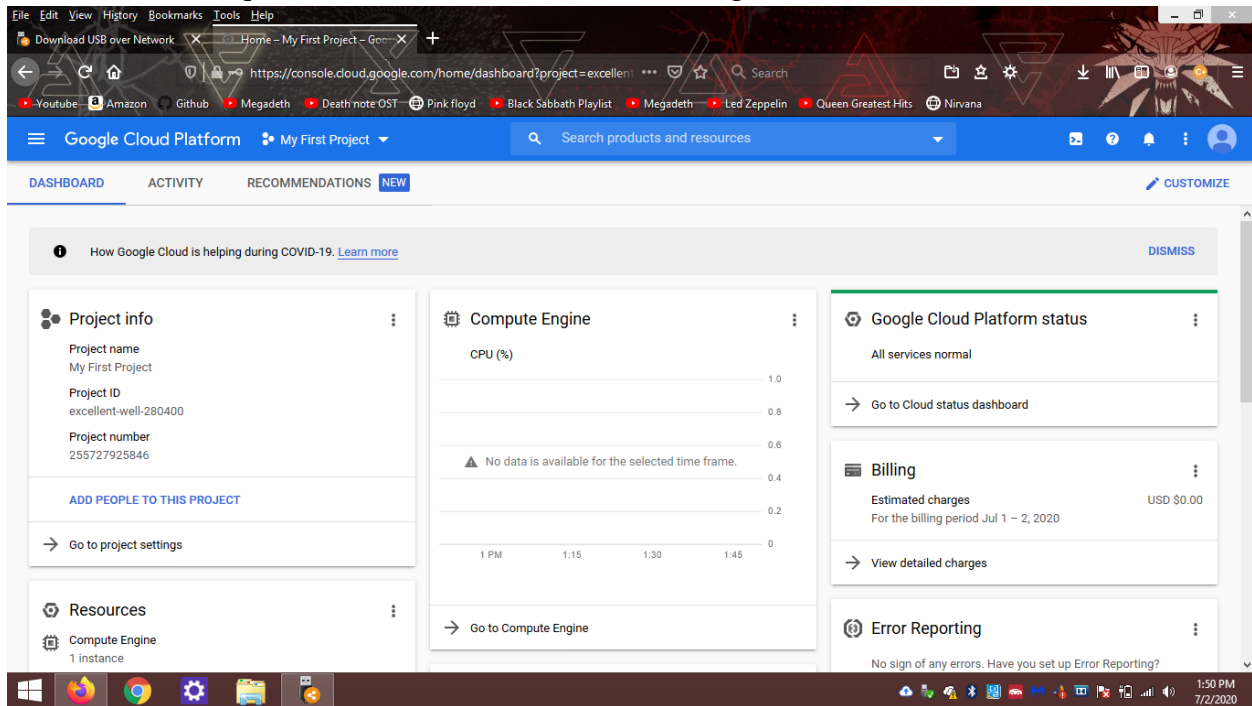 File Edit View History Bookmarks Tools Help
Download USB over Network
Home – My First Project – Goo
https://console.cloud.google.com/home/dashboard?project=excellent
Search
Youtube Amazon Github Megadeth Death note OST Pink floyd Black Sabbath Playlist Megadeth Led Zeppelin Queen Greatest Hits Nirvana
Google Cloud Platform My First Project Search products and resources
DASHBOARD ACTIVITY RECOMMENDATIONS NEW CUSTOMIZE
How Google Cloud is helping during COVID-19. Learn more DISMISS
Project info
Project name
My First Project
Project ID
excellent-well-280400
Project number
255727925846
ADD PEOPLE TO THIS PROJECT
Go to project settings
Resources
Compute Engine
1 instance
Compute Engine
CPU (%)
1.0
0.8
0.6
No data is available for the selected time frame.
0.4
0.2
0
1 PM 1:15 1:30 1:45
Go to Compute Engine
Google Cloud Platform status
All services normal
Go to Cloud status dashboard
Billing
Estimated charges USD $0.00
For the billing period Jul 1 – 2, 2020
View detailed charges
Error Reporting
No sign of any errors. Have you set up Error Reporting?
1:50 PM
7/2/2020